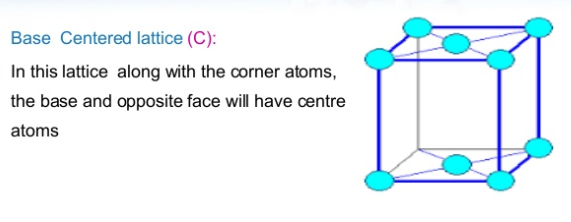 Base Centered lattice (C):
In this lattice along with the corner atoms,
the base and opposite face will have centre
atoms